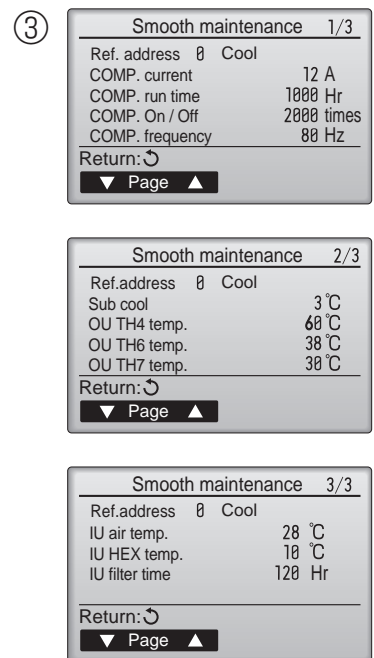 ③
Smooth maintenance 1/3
Ref. address 0 Cool
COMP. current 12 A
COMP. run time 1000 Hr
COMP. On / Off 2000 times
COMP. frequency 80 Hz
Return:
▼ Page ▲
Smooth maintenance 2/3
Ref.address 0 Cool
Sub cool 3 °C
OU TH4 temp. 60 °C
OU TH6 temp. 38 °C
OU TH7 temp. 30 °C
Return:
▼ Page ▲
Smooth maintenance 3/3
Ref.address 0 Cool
IU air temp. 28 °C
IU HEX temp. 10 °C
IU filter time 120 Hr
Return:
▼ Page ▲